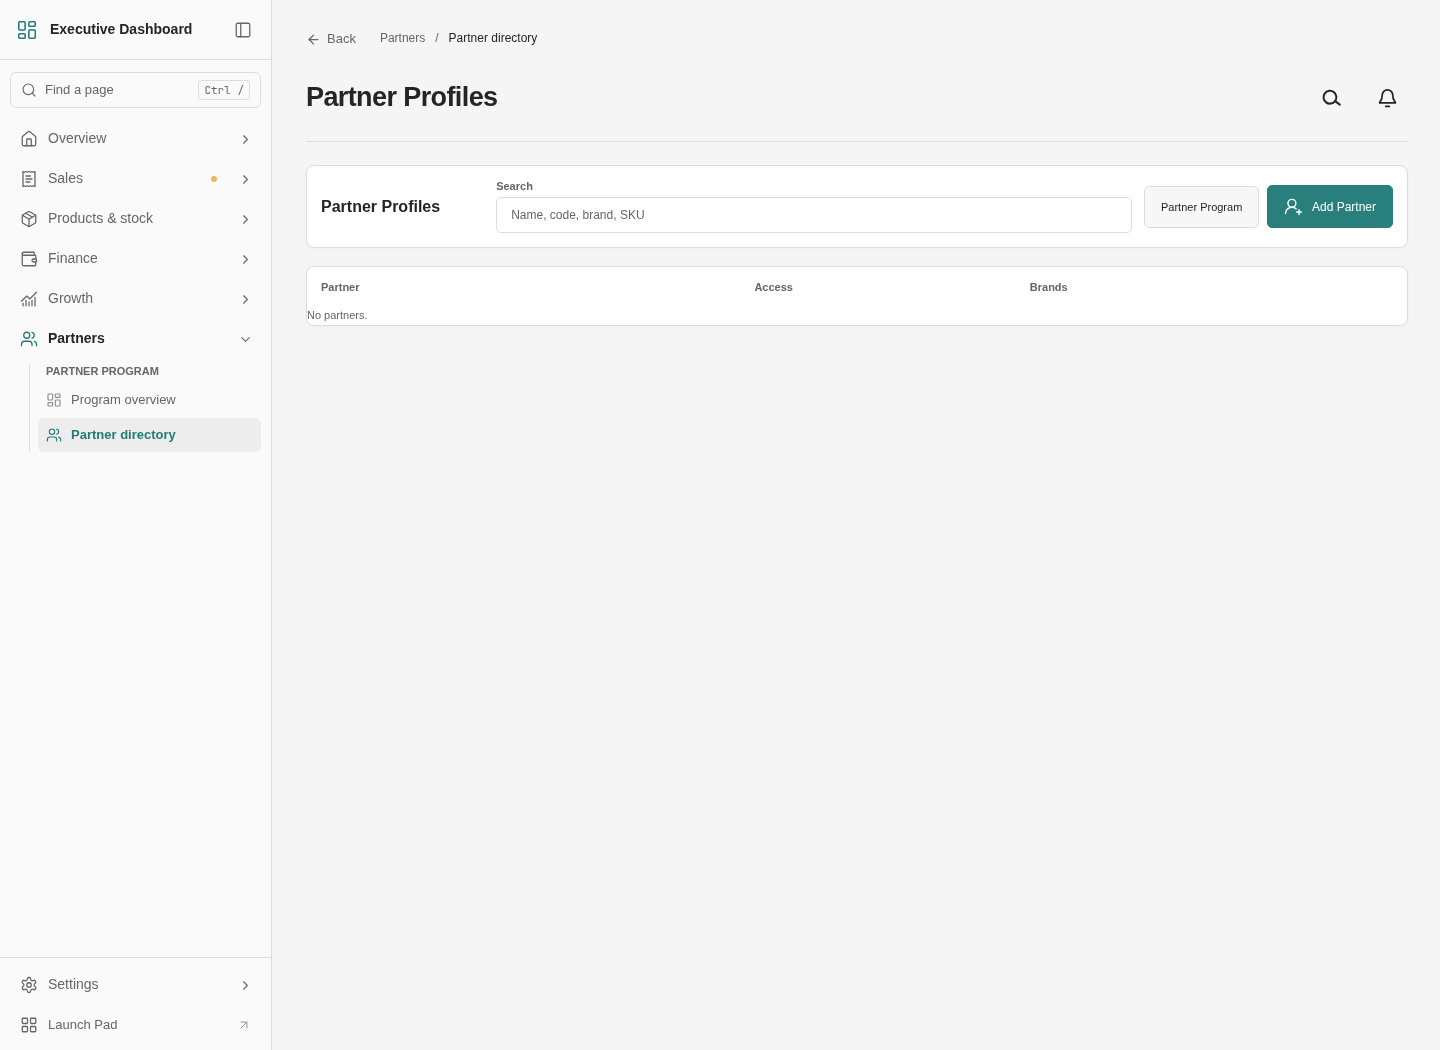 Executive Dashboard
Find a page
Ctrl /
Overview
Sales
Products & stock
Finance
Growth
Partners
PARTNER PROGRAM
Program overview
Partner directory
Settings
Launch Pad
Back
Partners / Partner directory
Partner Profiles
Partner Profiles
Search
Name, code, brand, SKU
Partner Program
Add Partner
Partner Access Brands
No partners.